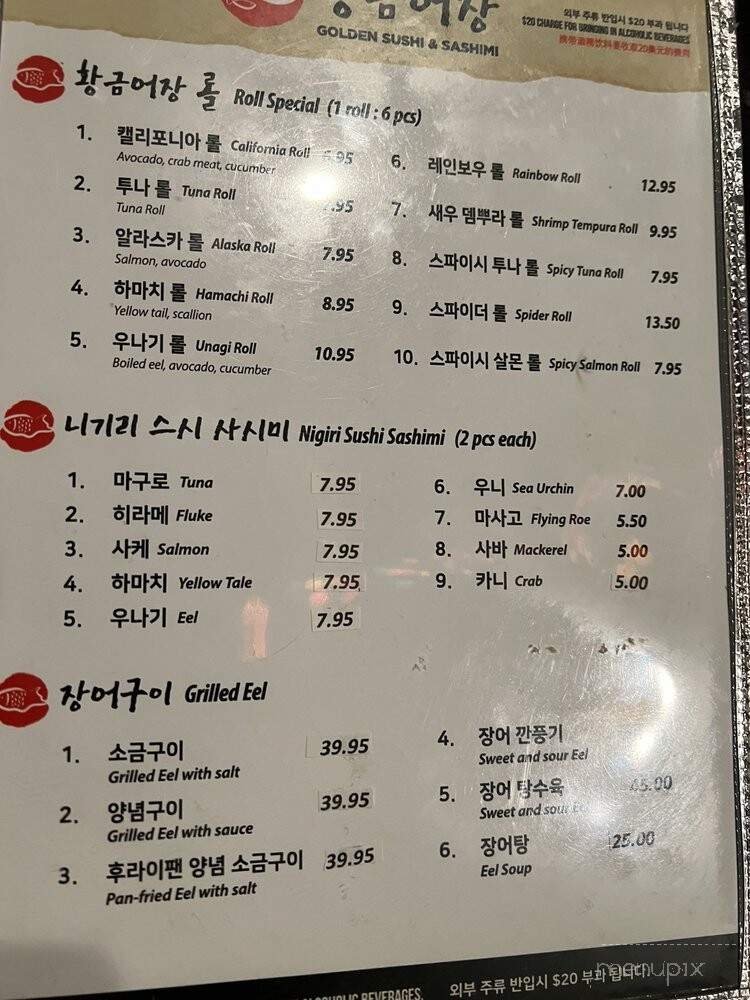 황금어장
GOLDEN SUSHI & SASHIMI
외부 주류 반입시 $20 부과 됩니다
$20 CHARGE FOR BRINGING IN ALCOHOLIC BEVERAGES
황금어장 롤 Roll Special (1 roll : 6 pcs)
1. 캘리포니아 롤 California Roll 6.95
Avocado, crab meat, cucumber
2. 투나 롤 Tuna Roll .95
Tuna Roll
3. 알라스카 롤 Alaska Roll 7.95
Salmon, avocado
4. 하마치 롤 Hamachi Roll 8.95
Yellow tail, scallion
5. 우나기 롤 Unagi Roll 10.95
Boiled eel, avocado, cucumber
6. 레인보우 롤 Rainbow Roll 12.95
7. 새우 뎀뿌라 롤 Shrimp Tempura Roll 9.95
8. 스파이시 투나 롤 Spicy Tuna Roll 7.95
9. 스파이더 롤 Spider Roll 13.50
10. 스파이시 살몬 롤 Spicy Salmon Roll 7.95
니기리 스시 사시미 Nigiri Sushi Sashimi (2 pcs each)
1. 마구로 Tuna 7.95
2. 히라메 Fluke 7.95
3. 사케 Salmon 7.95
4. 하마치 Yellow Tale 7.95
5. 우나기 Eel 7.95
6. 우니 Sea Urchin 7.00
7. 마사고 Flying Roe 5.50
8. 사바 Mackerel 5.00
9. 카니 Crab 5.00
장어구이 Grilled Eel
1. 소금구이 39.95
Grilled Eel with salt
2. 양념구이 39.95
Grilled Eel with sauce
3. 후라이팬 양념 소금구이 39.95
Pan-fried Eel with salt
4. 장어 깐풍기
Sweet and sour Eel
5. 장어 탕수육 45.00
Sweet and sour Eel
6. 장어탕 25.00
Eel Soup
ALCOHOLIC BEVERAGES. 외부 주류 반입시 $20 부과 됩니다
menupix